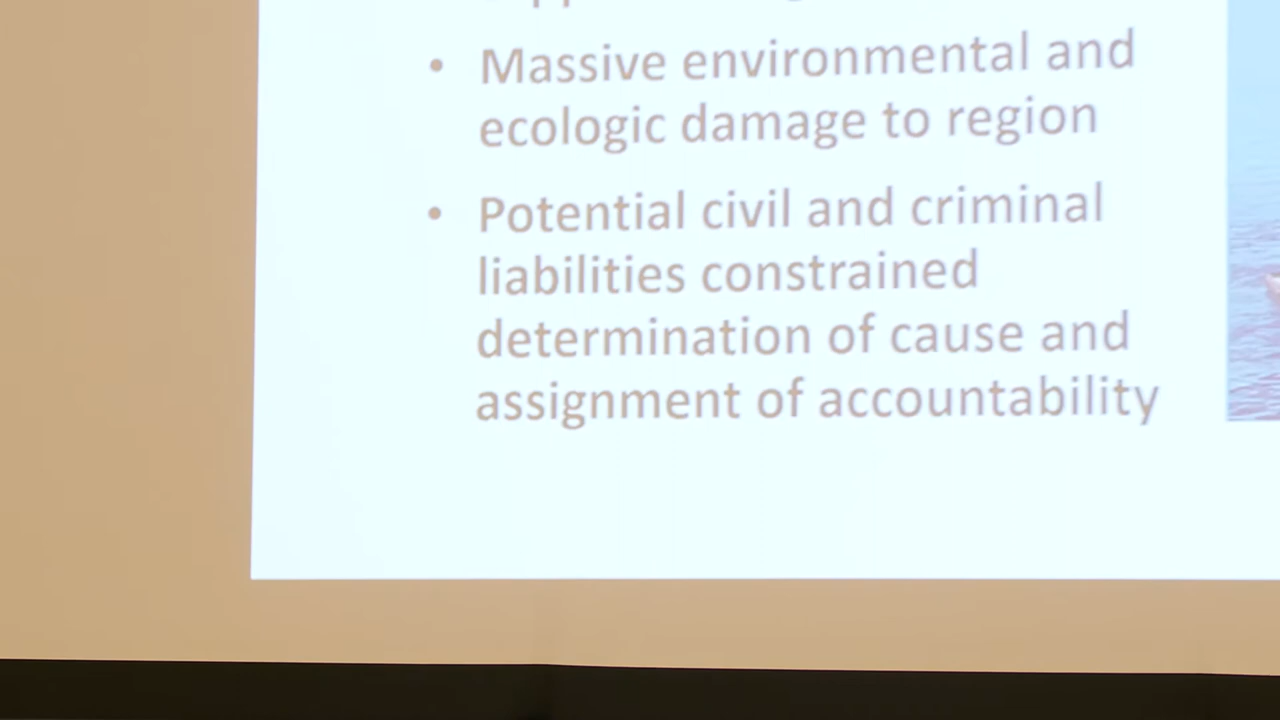 • Massive environmental and
ecologic damage to region
• Potential civil and criminal
liabilities constrained
determination of cause and
assignment of accountability